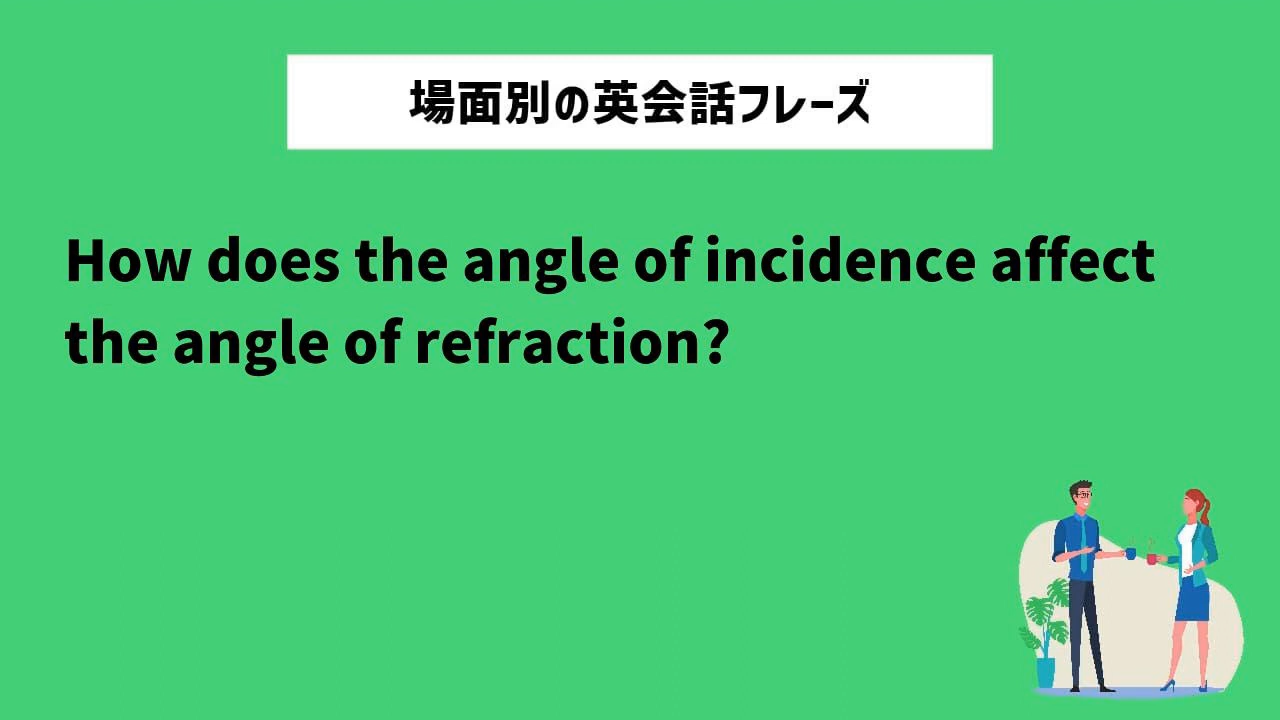 場面別の英会話フレーズ
How does the angle of incidence affect
the angle of refraction?